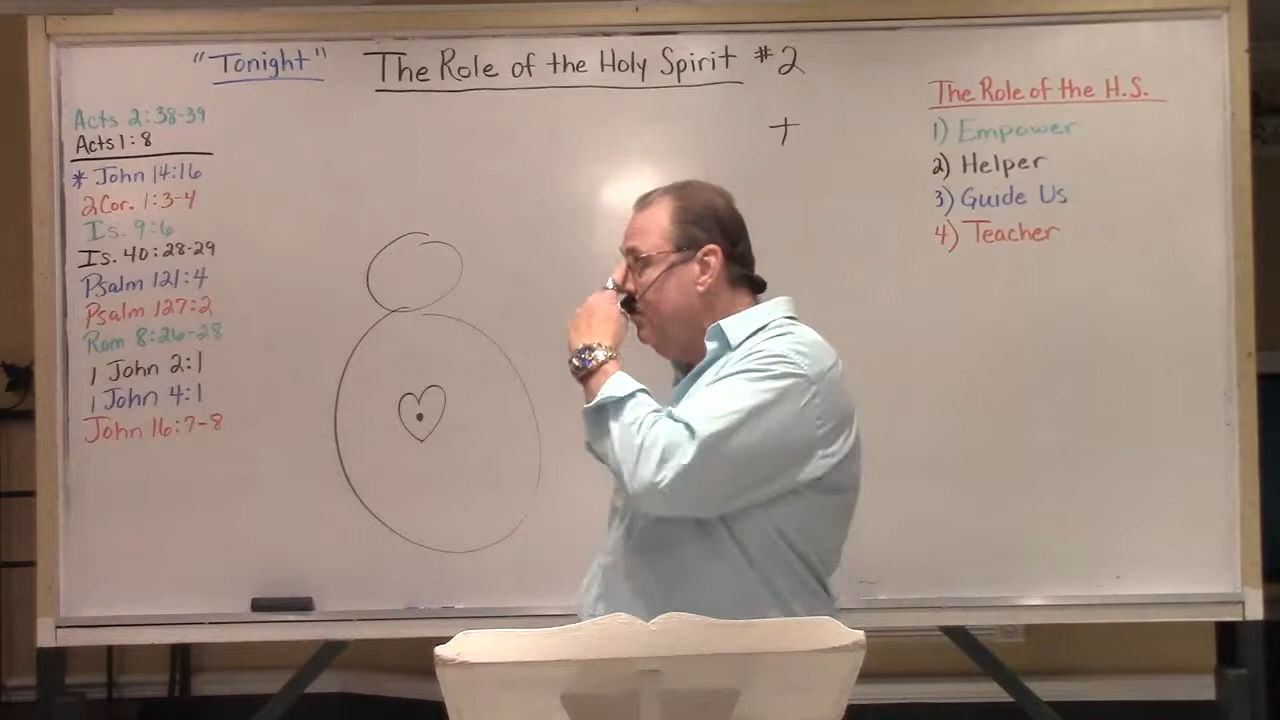 "Tonight" The Role of the Holy Spirit #2
Acts 2:38-39
Acts 1:8
* John 14:16
2 Cor. 1:3-4
Is. 9:6
Is. 40:28-29
Psalm 121:4
Psalm 127:2
Rom 8:26-28
1 John 2:1
1 John 4:1
John 16:7-8
The Role of the H.S.
1) Empower
2) Helper
3) Guide Us
4) Teacher